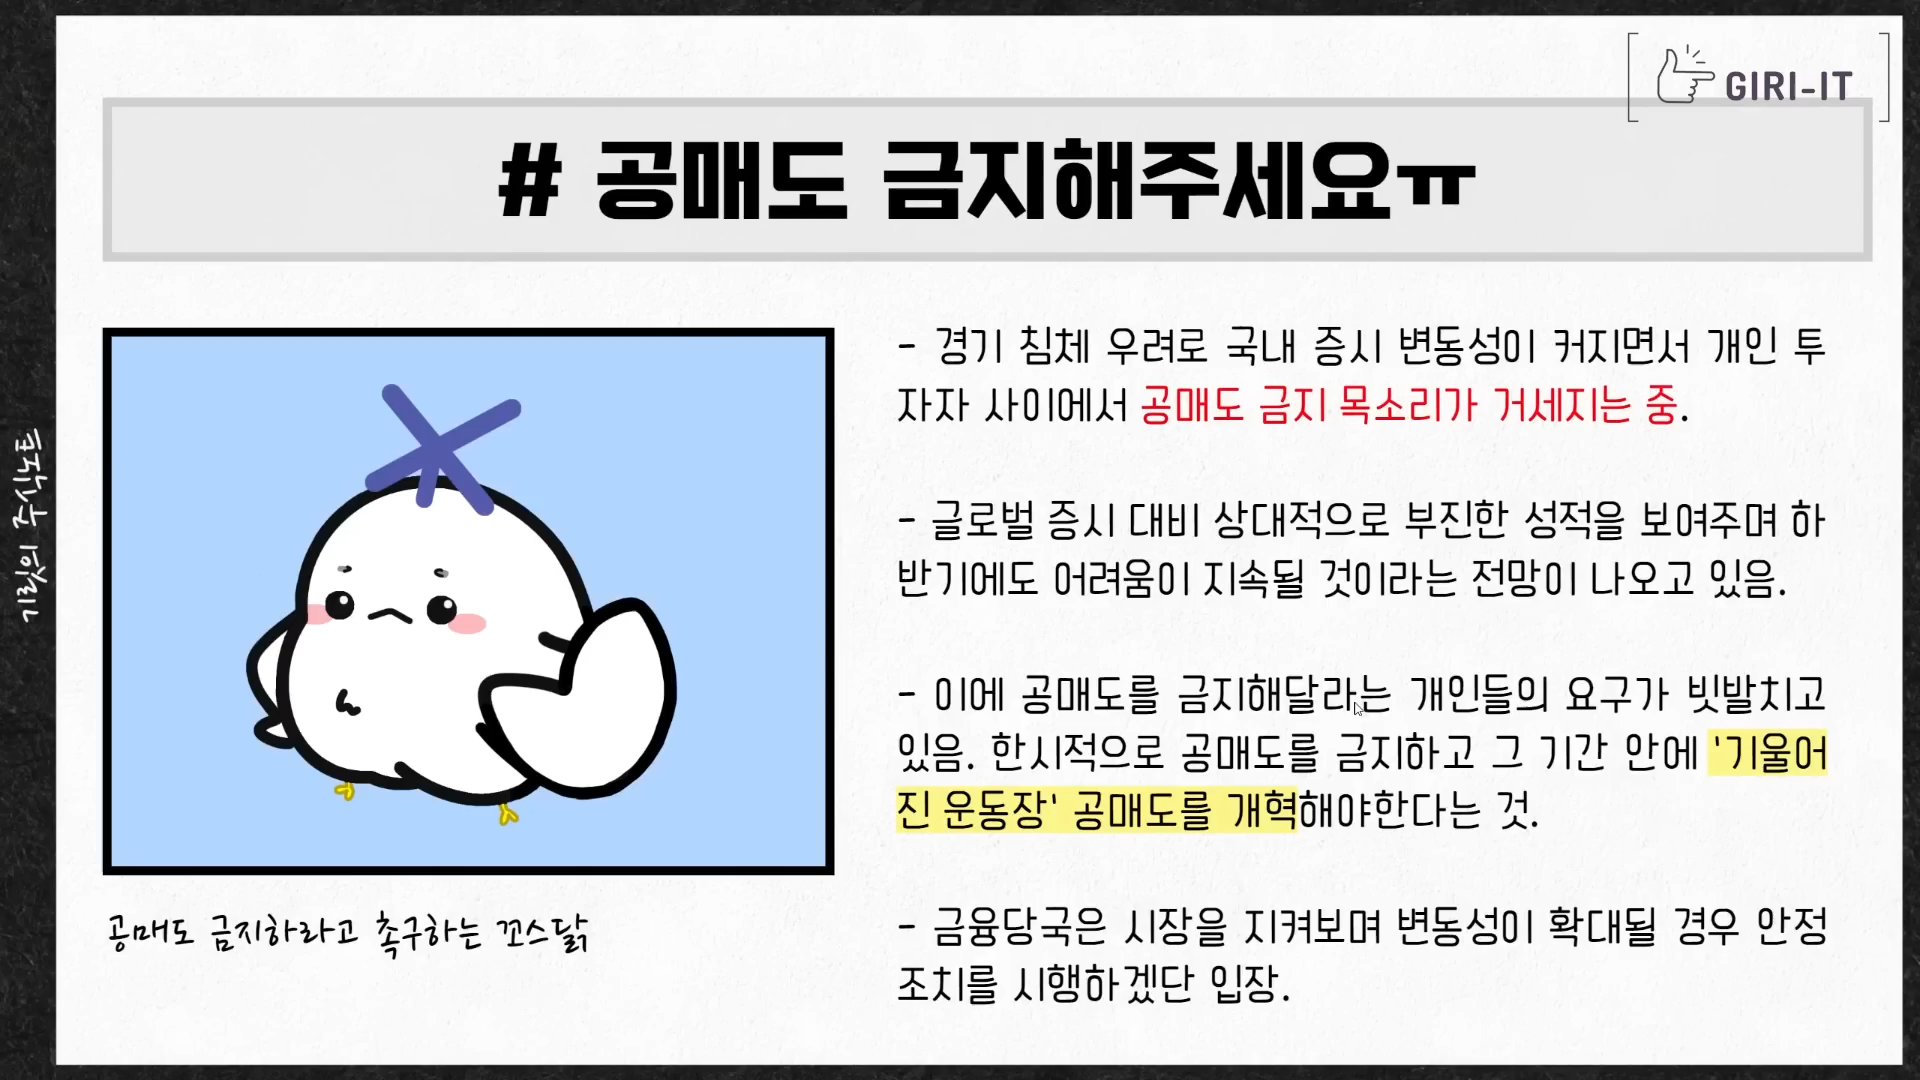 GIRI-IT
# 공매도 금지해주세요ㅠ
- 경기 침체 우려로 국내 증시 변동성이 커지면서 개인 투
자자 사이에서 공매도 금지 목소리가 거세지는 중.
- 글로벌 증시 대비 상대적으로 부진한 성적을 보여주며 하
반기에도 어려움이 지속될 것이라는 전망이 나오고 있음.
- 이에 공매도를 금지해달라는 개인들의 요구가 빗발치고
있음. 한시적으로 공매도를 금지하고 그 기간 안에 '기울어
진 운동장' 공매도를 개혁해야한다는 것.
- 금융당국은 시장을 지켜보며 변동성이 확대될 경우 안정
조치를 시행하겠단 입장.
공매도 금지하라고 촉구하는 꼬스닭
기릿의 주식노트